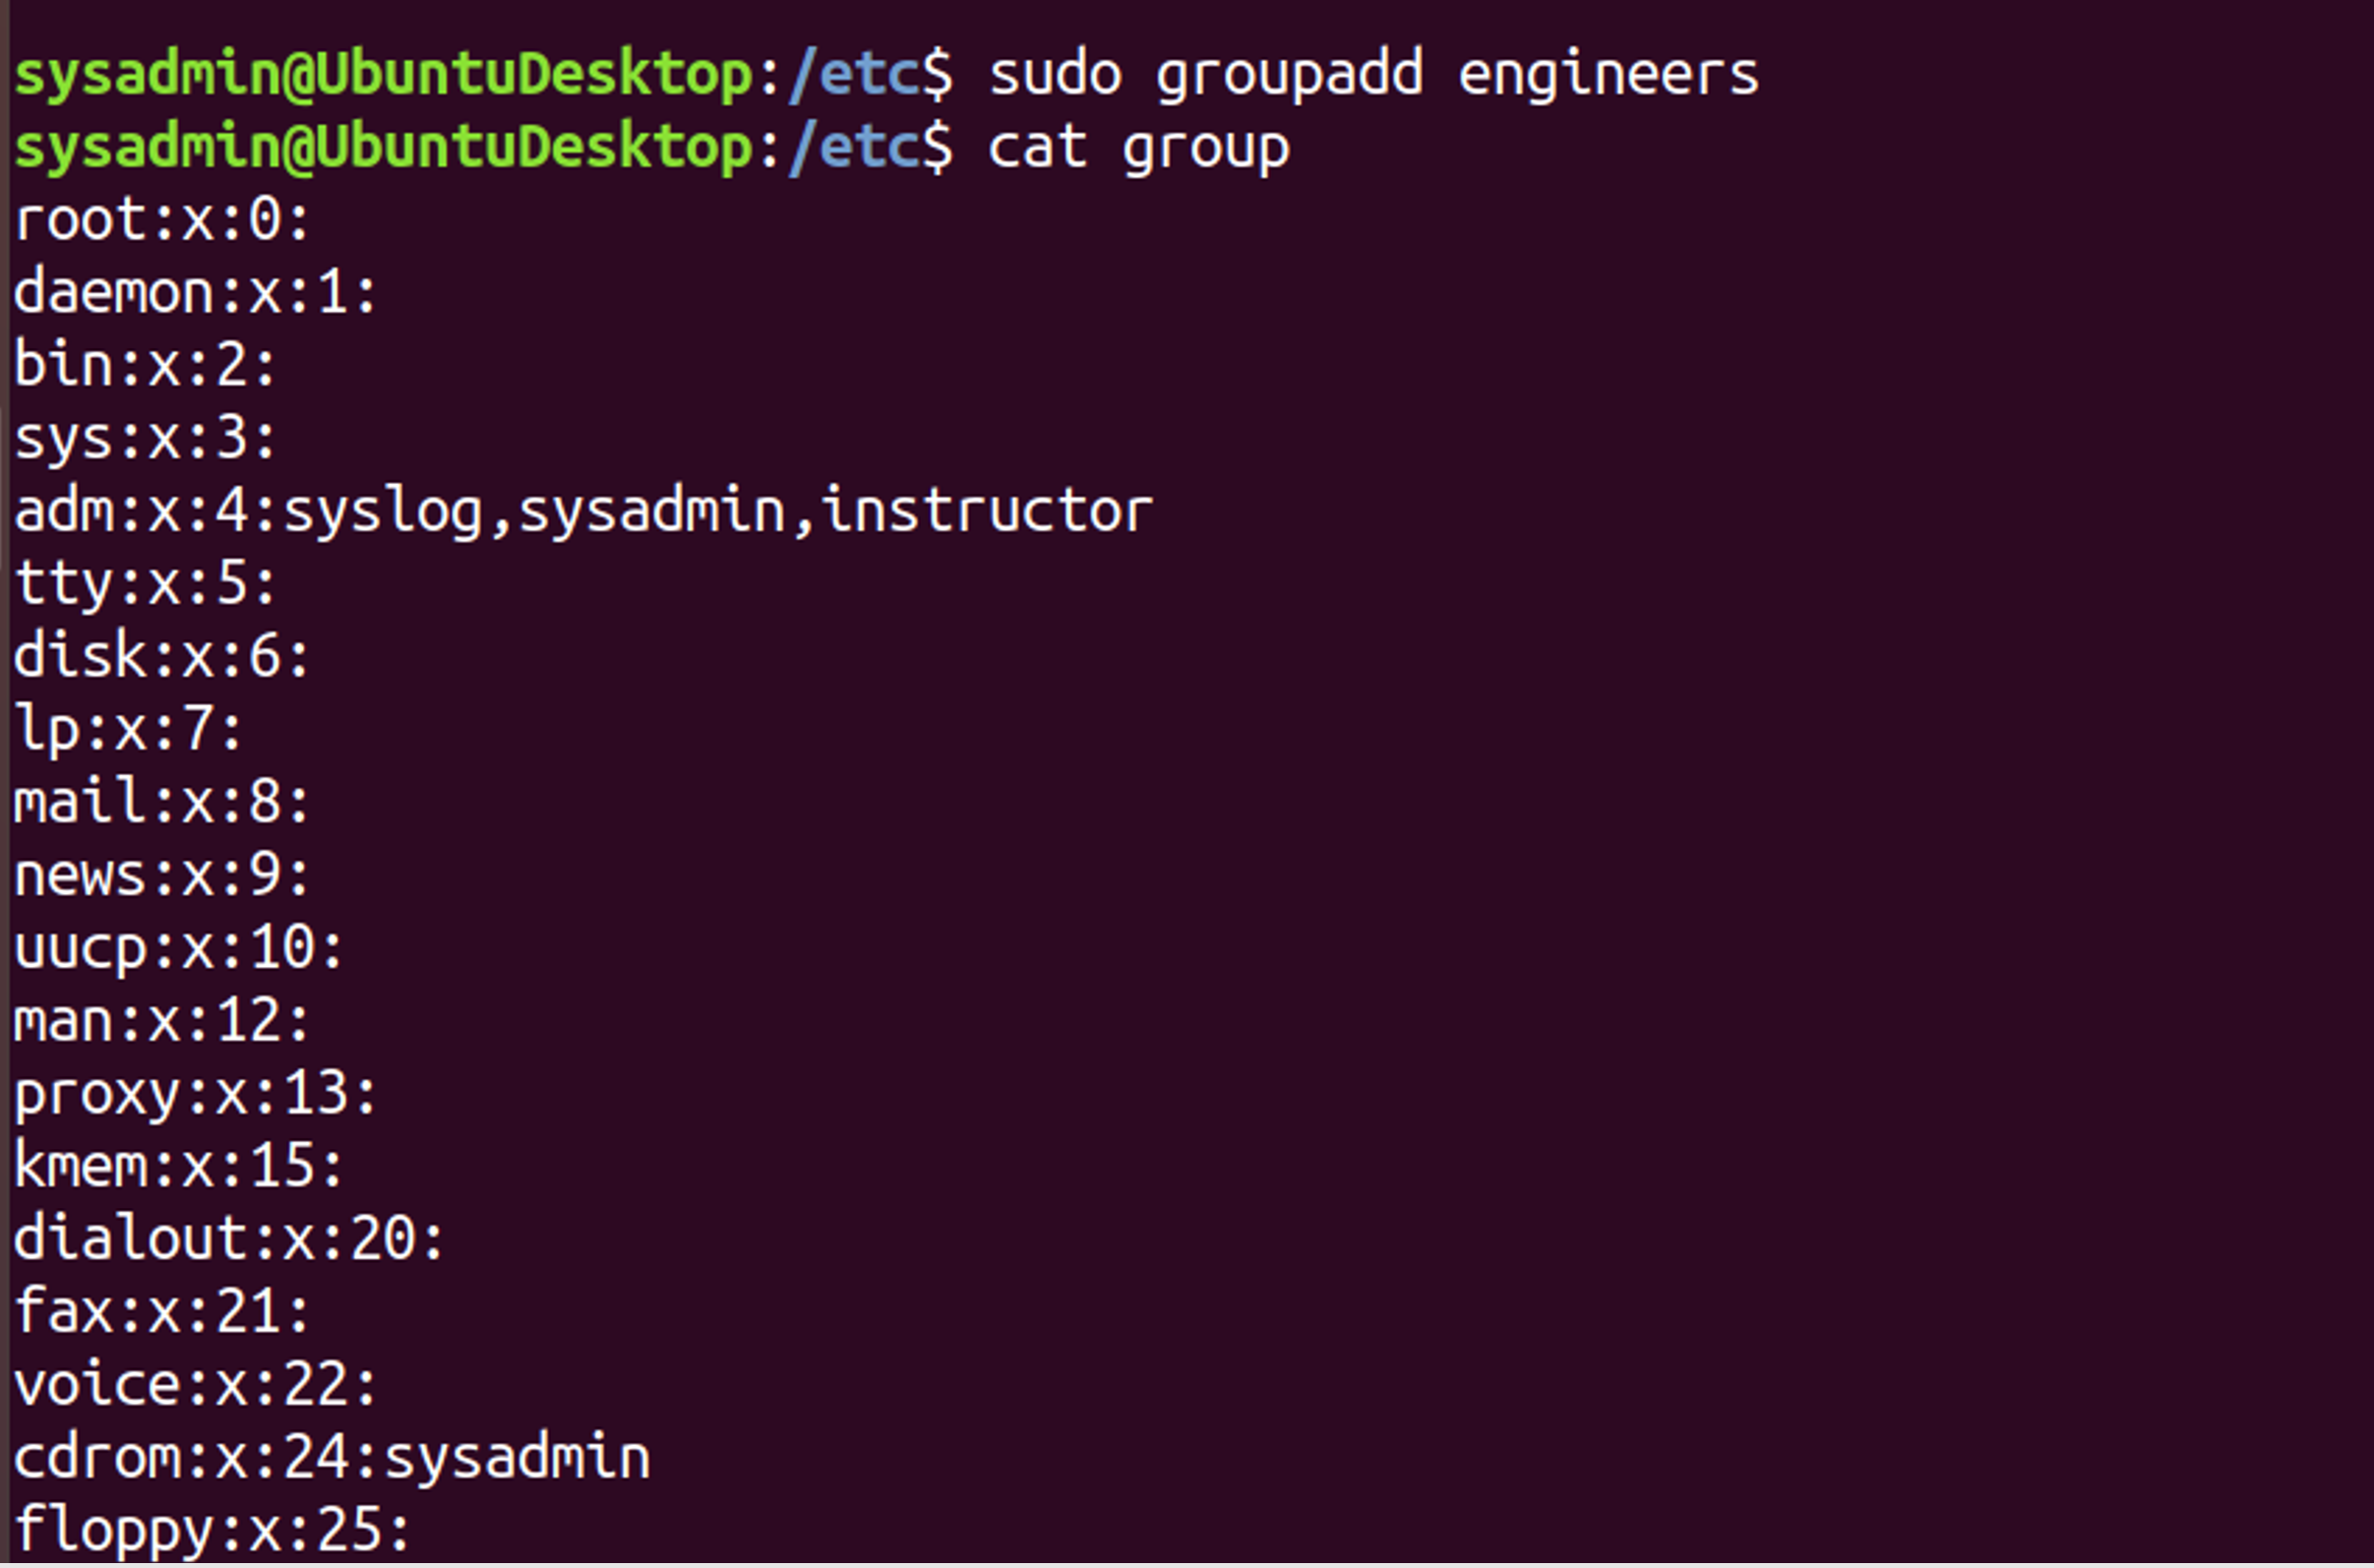 sysadmin@UbuntuDesktop:/etc$ sudo groupadd engineers
sysadmin@UbuntuDesktop:/etc$ cat group
root:x:0:
daemon:x:1:
bin:x:2:
sys:x:3:
adm:x:4:syslog,sysadmin,instructor
tty:x:5:
disk:x:6:
lp:x:7:
mail:x:8:
news:x:9:
uucp:x:10:
man:x:12:
proxy:x:13:
kmem:x:15:
dialout:x:20:
fax:x:21:
voice:x:22:
cdrom:x:24:sysadmin
floppy:x:25: